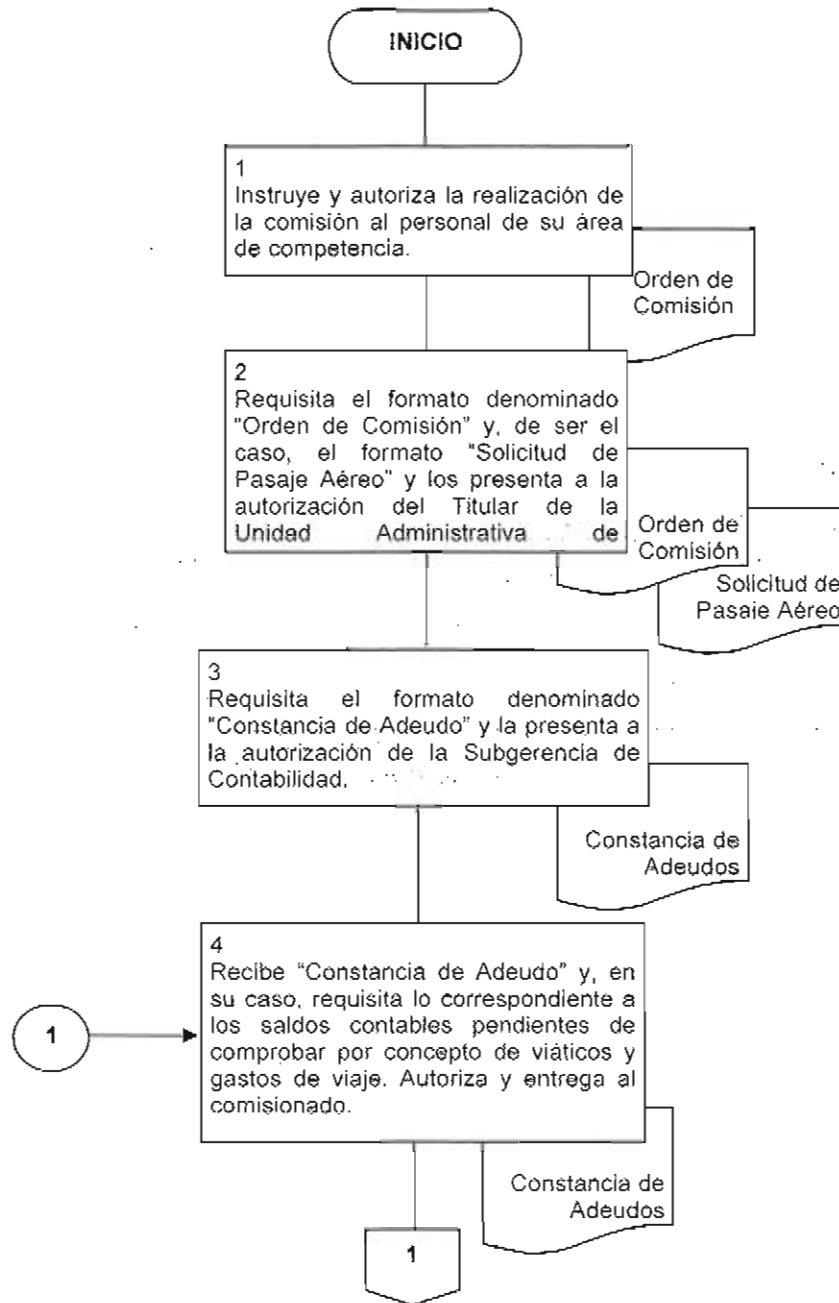 INICIO
1
Instruye y autoriza la realización de
la comisión al personal de su área
de competencia.
Orden de
Comisión
2
Requisita el formato denominado
"Orden de Comisión" y, de ser el
caso, el formato "Solicitud de
Pasaje Aéreo" y los presenta a la
autorización del Titular de la
Unidad Administrativa de
Orden de
Comisión
Solicitud de
Pasaje Aéreo
3
Requisita el formato denominado
"Constancia de Adeudo" y la presenta a
la autorización de la Subgerencia de
Contabilidad.
Constancia de
Adeudos
4
Recibe "Constancia de Adeudo" y, en
su caso, requisita lo correspondiente a
los saldos contables pendientes de
comprobar por concepto de viáticos y
gastos de viaje. Autoriza y entrega al
comisionado.
1
Constancia de
Adeudos
1